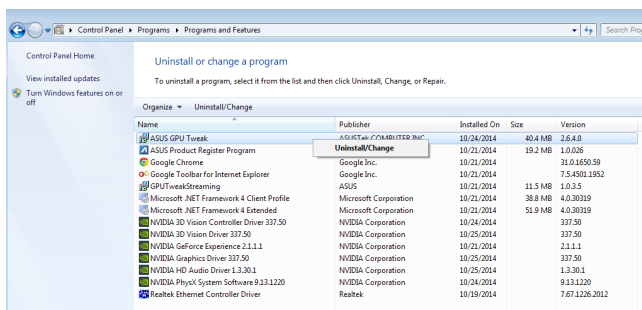 Control Panel ▸ Programs ▸ Programs and Features
Search Pro
Control Panel Home
View installed updates
Turn Windows features on or
off
Uninstall or change a program
To uninstall a program, select it from the list and then click Uninstall, Change, or Repair.
Organize Uninstall/Change
Name Publisher Installed On Size Version
ASUS GPU Tweak ASUSTek COMPUTER INC. 10/24/2014 40.4 MB 2.6.4.0
Uninstall/Change
ASUS Product Register Program 10/21/2014 19.2 MB 1.0.026
Google Chrome Google Inc. 10/21/2014 31.0.1650.59
Google Toolbar for Internet Explorer Google Inc. 10/21/2014 7.5.4501.1952
GPUTweakStreaming ASUS 10/21/2014 11.5 MB 1.0.3.5
Microsoft .NET Framework 4 Client Profile Microsoft Corporation 10/21/2014 38.8 MB 4.0.30319
Microsoft .NET Framework 4 Extended Microsoft Corporation 10/21/2014 51.9 MB 4.0.30319
NVIDIA 3D Vision Controller Driver 337.50 NVIDIA Corporation 10/24/2014 337.50
NVIDIA 3D Vision Driver 337.50 NVIDIA Corporation 10/25/2014 337.50
NVIDIA GeForce Experience 2.1.1.1 NVIDIA Corporation 10/21/2014 2.1.1.1
NVIDIA Graphics Driver 337.50 NVIDIA Corporation 10/25/2014 337.50
NVIDIA HD Audio Driver 1.3.30.1 NVIDIA Corporation 10/25/2014 1.3.30.1
NVIDIA PhysX System Software 9.13.1220 NVIDIA Corporation 10/24/2014 9.13.1220
Realtek Ethernet Controller Driver Realtek 10/19/2014 7.67.1226.2012